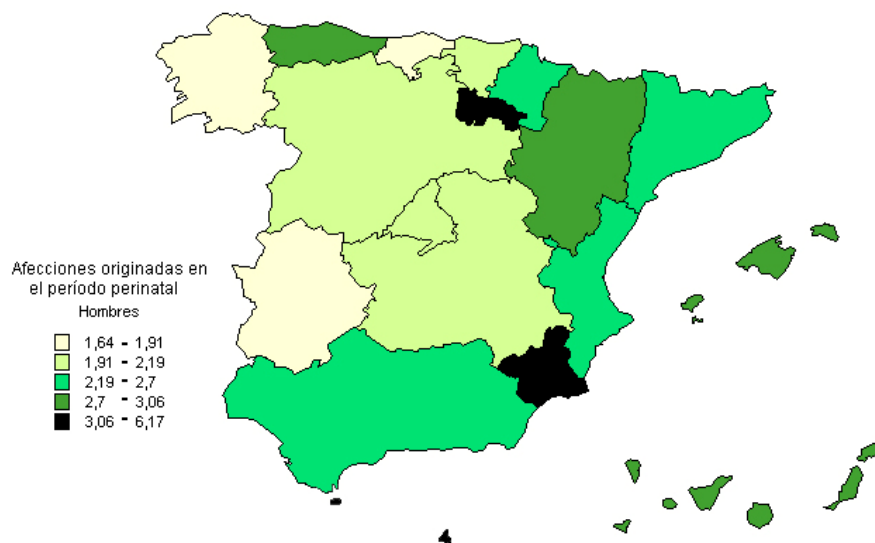 Afecciones originadas en
el período perinatal
Hombres
1,64 - 1,91
1,91 - 2,19
2,19 - 2,7
2,7 - 3,06
3,06 - 6,17